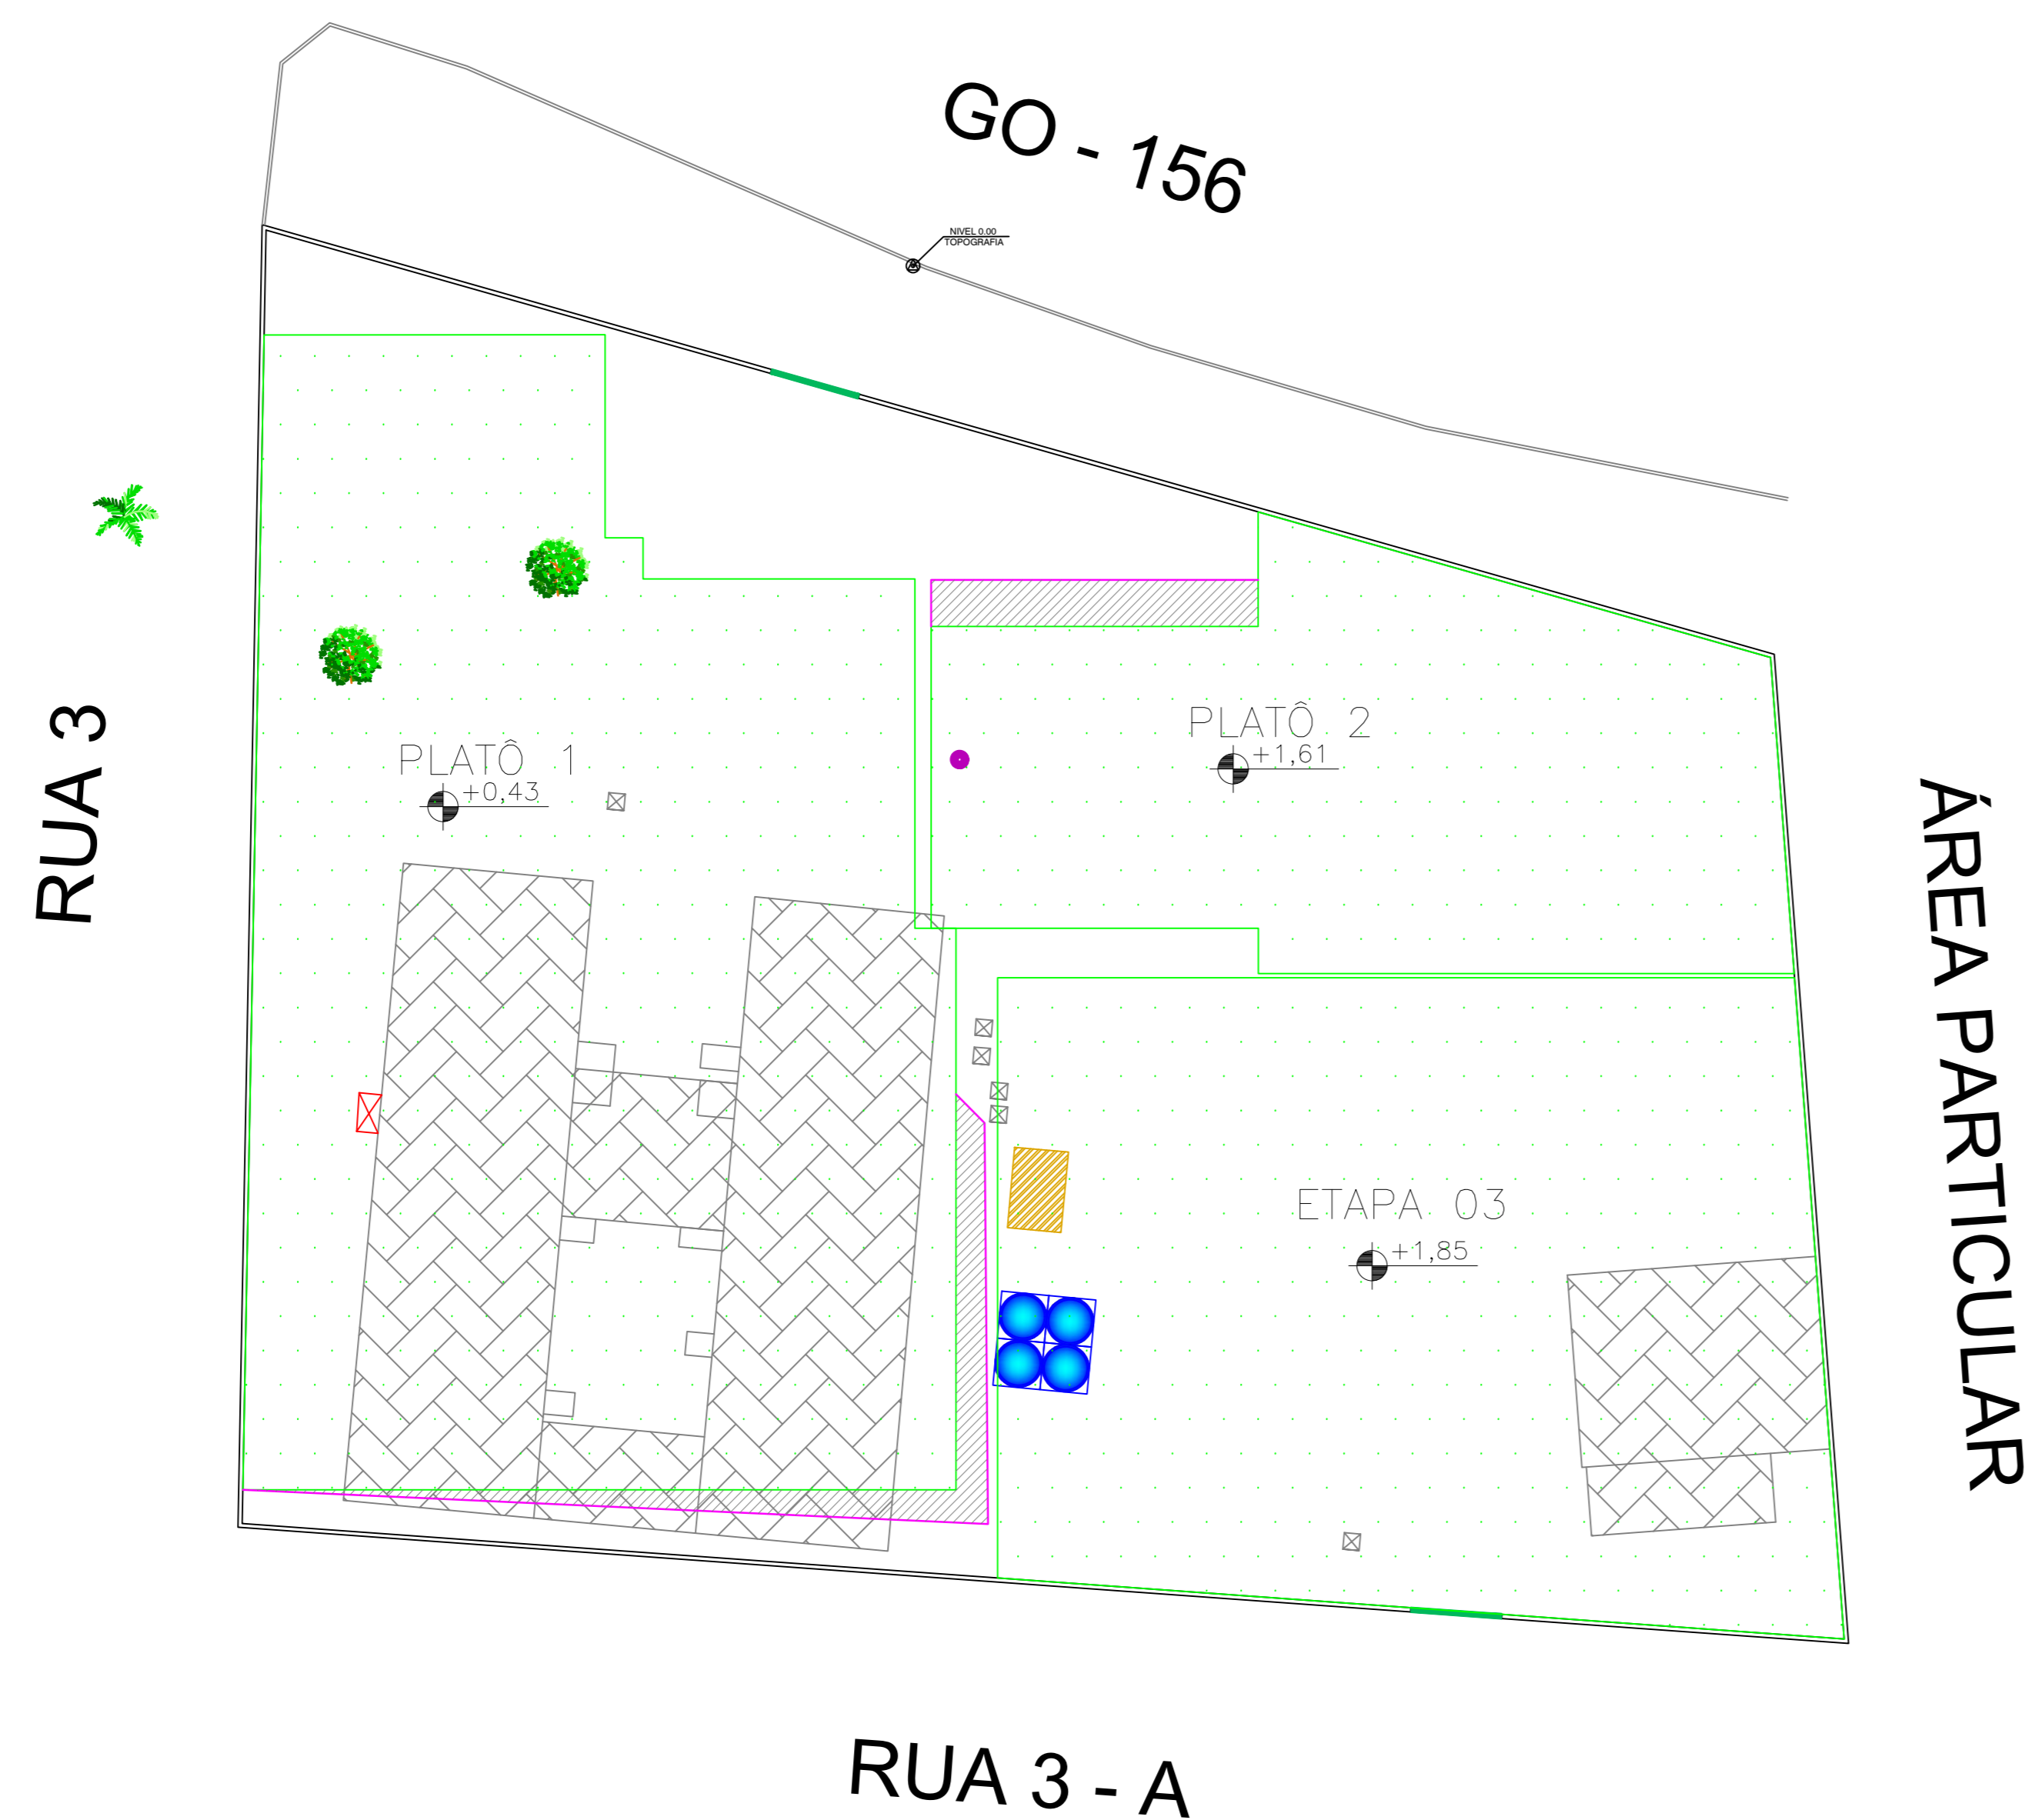 GO - 156
NIVEL 0.00
TOPOGRAFIA
RUA 3
PLATÔ 1
+0,43
PLATÔ 2
+1,61
ÁREA PARTICULAR
ETAPA 03
+1,85
RUA 3 - A